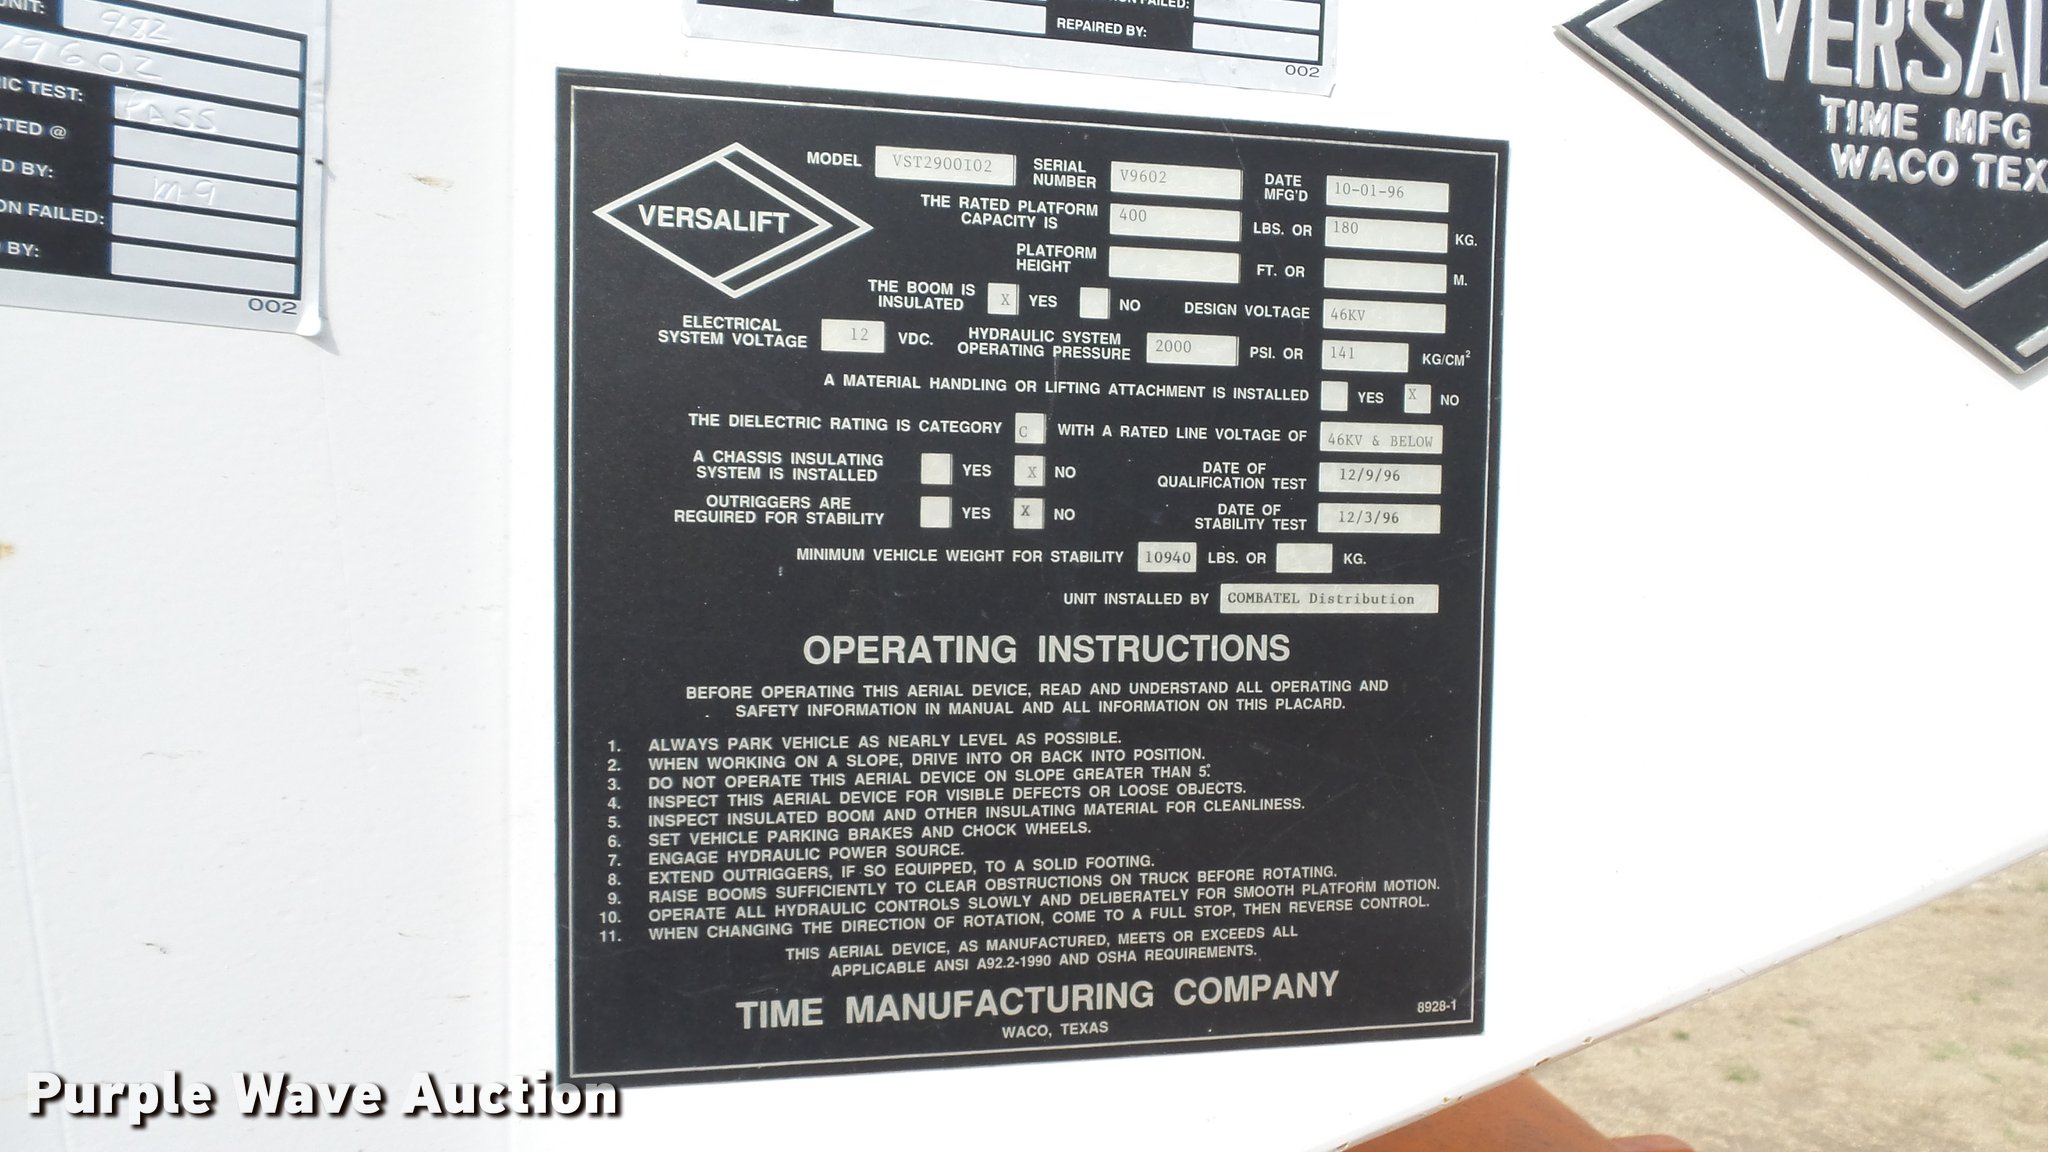 UNIT: 982
V9602
IC TEST: PASS
STED @
D BY: M-9
ON FAILED:
BY:
002
ON FAILED:
REPAIRED BY:
002
VERSAL
TIME MFG
WACO TEX
VERSALIFT
MODEL VST2900I02 SERIAL NUMBER V9602 DATE MFG'D 10-01-96
THE RATED PLATFORM CAPACITY IS 400 LBS. OR 180 KG.
PLATFORM HEIGHT FT. OR M.
THE BOOM IS INSULATED X YES NO DESIGN VOLTAGE 46KV
ELECTRICAL SYSTEM VOLTAGE 12 VDC. HYDRAULIC SYSTEM OPERATING PRESSURE 2000 PSI. OR 141 KG/CM²
A MATERIAL HANDLING OR LIFTING ATTACHMENT IS INSTALLED YES X NO
THE DIELECTRIC RATING IS CATEGORY C WITH A RATED LINE VOLTAGE OF 46KV & BELOW
A CHASSIS INSULATING SYSTEM IS INSTALLED YES X NO DATE OF QUALIFICATION TEST 12/9/96
OUTRIGGERS ARE REGUIRED FOR STABILITY YES X NO DATE OF STABILITY TEST 12/3/96
MINIMUM VEHICLE WEIGHT FOR STABILITY 10940 LBS. OR KG.
UNIT INSTALLED BY COMBATEL Distribution
OPERATING INSTRUCTIONS
BEFORE OPERATING THIS AERIAL DEVICE, READ AND UNDERSTAND ALL OPERATING AND
SAFETY INFORMATION IN MANUAL AND ALL INFORMATION ON THIS PLACARD.
1. ALWAYS PARK VEHICLE AS NEARLY LEVEL AS POSSIBLE.
2. WHEN WORKING ON A SLOPE, DRIVE INTO OR BACK INTO POSITION.
3. DO NOT OPERATE THIS AERIAL DEVICE ON SLOPE GREATER THAN 5°.
4. INSPECT THIS AERIAL DEVICE FOR VISIBLE DEFECTS OR LOOSE OBJECTS.
5. INSPECT INSULATED BOOM AND OTHER INSULATING MATERIAL FOR CLEANLINESS.
6. SET VEHICLE PARKING BRAKES AND CHOCK WHEELS.
7. ENGAGE HYDRAULIC POWER SOURCE.
8. EXTEND OUTRIGGERS, IF SO EQUIPPED, TO A SOLID FOOTING.
9. RAISE BOOMS SUFFICIENTLY TO CLEAR OBSTRUCTIONS ON TRUCK BEFORE ROTATING.
10. OPERATE ALL HYDRAULIC CONTROLS SLOWLY AND DELIBERATELY FOR SMOOTH PLATFORM MOTION.
11. WHEN CHANGING THE DIRECTION OF ROTATION, COME TO A FULL STOP, THEN REVERSE CONTROL.
THIS AERIAL DEVICE, AS MANUFACTURED, MEETS OR EXCEEDS ALL
APPLICABLE ANSI A92.2-1990 AND OSHA REQUIREMENTS.
TIME MANUFACTURING COMPANY
WACO, TEXAS
8928-1
Purple Wave Auction